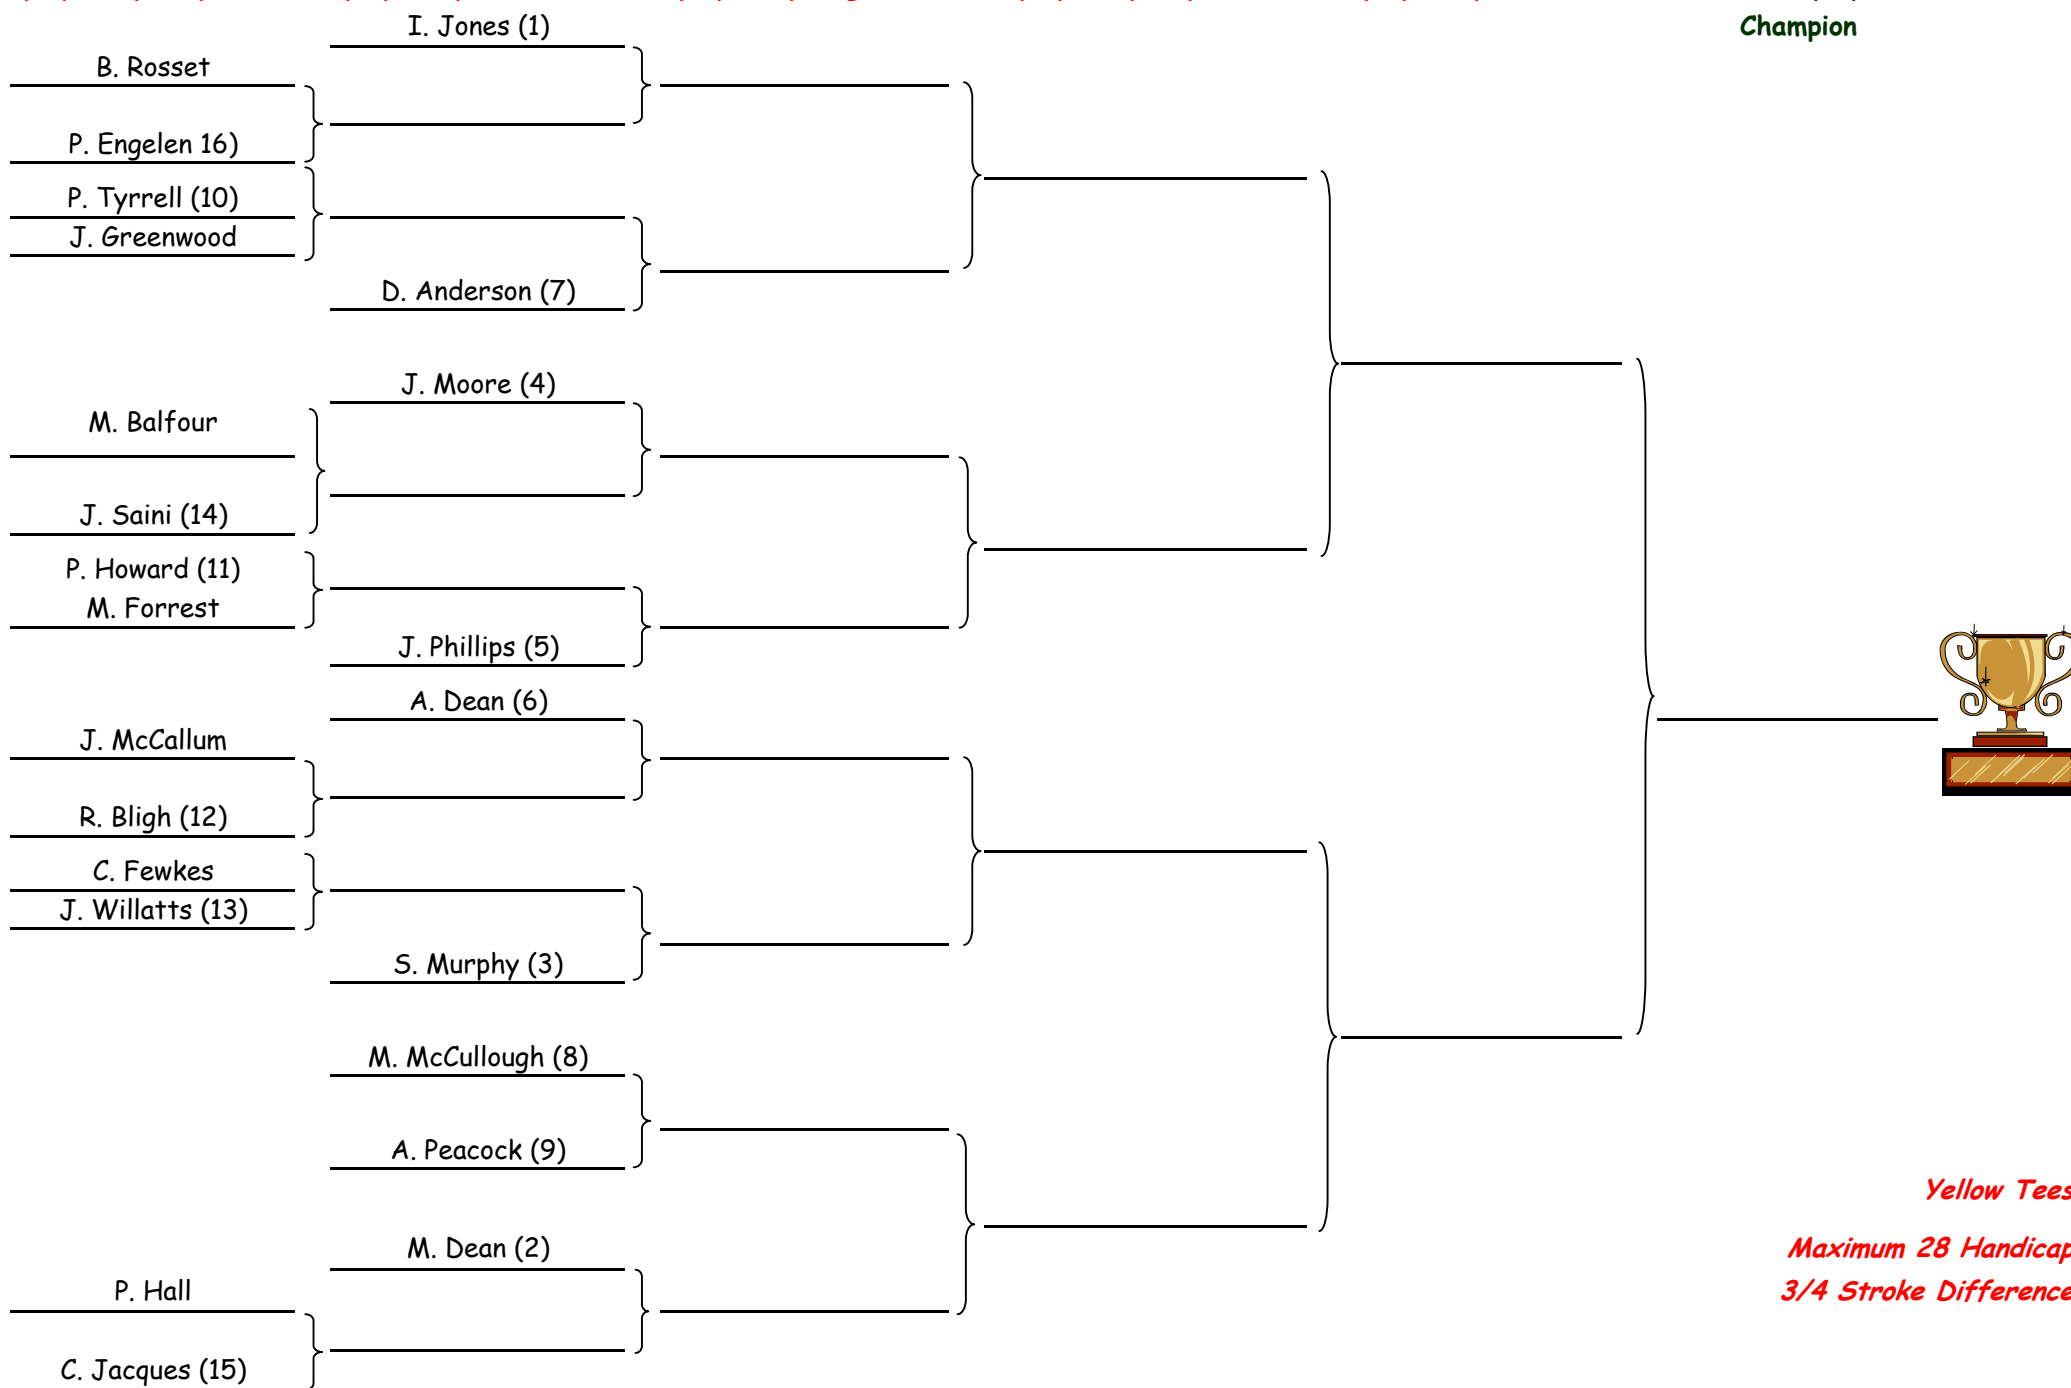 Champion
I. Jones (1)
B. Rosset
P. Engelen 16)
P. Tyrrell (10)
J. Greenwood
D. Anderson (7)
J. Moore (4)
M. Balfour
J. Saini (14)
P. Howard (11)
M. Forrest
J. Phillips (5)
A. Dean (6)
J. McCallum
R. Bligh (12)
C. Fewkes
J. Willatts (13)
S. Murphy (3)
M. McCullough (8)
A. Peacock (9)
M. Dean (2)
P. Hall
C. Jacques (15)
Yellow Tees
Maximum 28 Handicap
3/4 Stroke Difference